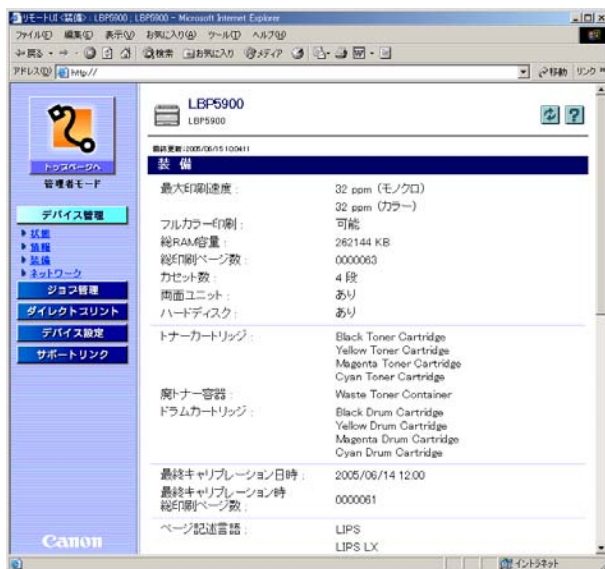 リモートUI <装備> : LBP5900 ; LBP5900 - Microsoft Internet Explorer
ファイル(F) 編集(E) 表示(V) お気に入り(A) ツール(T) ヘルプ(H)
戻る 検索 お気に入り メディア
アドレス(D) http:// 移動 リンク
LBP5900
LBP5900
最終更新:2005/06/15 10:04:11
トップページへ
管理者モード
デバイス管理
状態
情報
装備
ネットワーク
ジョブ管理
ダイレクトプリント
デバイス設定
サポートリンク
Canon
装 備
最大印刷速度 : 32 ppm (モノクロ)
32 ppm (カラー)
フルカラー印刷 : 可能
総RAM容量 : 262144 KB
総印刷ページ数 : 0000063
カセット数 : 4 段
両面ユニット : あり
ハードディスク : あり
トナーカートリッジ : Black Toner Cartridge
Yellow Toner Cartridge
Magenta Toner Cartridge
Cyan Toner Cartridge
廃トナー容器 : Waste Toner Container
ドラムカートリッジ : Black Drum Cartridge
Yellow Drum Cartridge
Magenta Drum Cartridge
Cyan Drum Cartridge
最終キャリブレーション日時 : 2005/06/14 12:00
最終キャリブレーション時
総印刷ページ数 : 0000061
ページ記述言語 : LIPS
LIPS LX
イントラネット